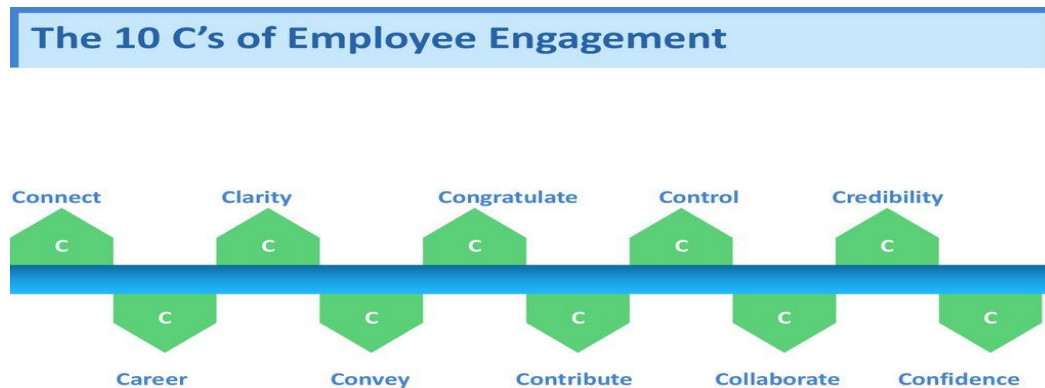 The 10 C's of Employee Engagement
Connect Clarity Congratulate Control Credibility
C C C C C
C C C C C
Career Convey Contribute Collaborate Confidence